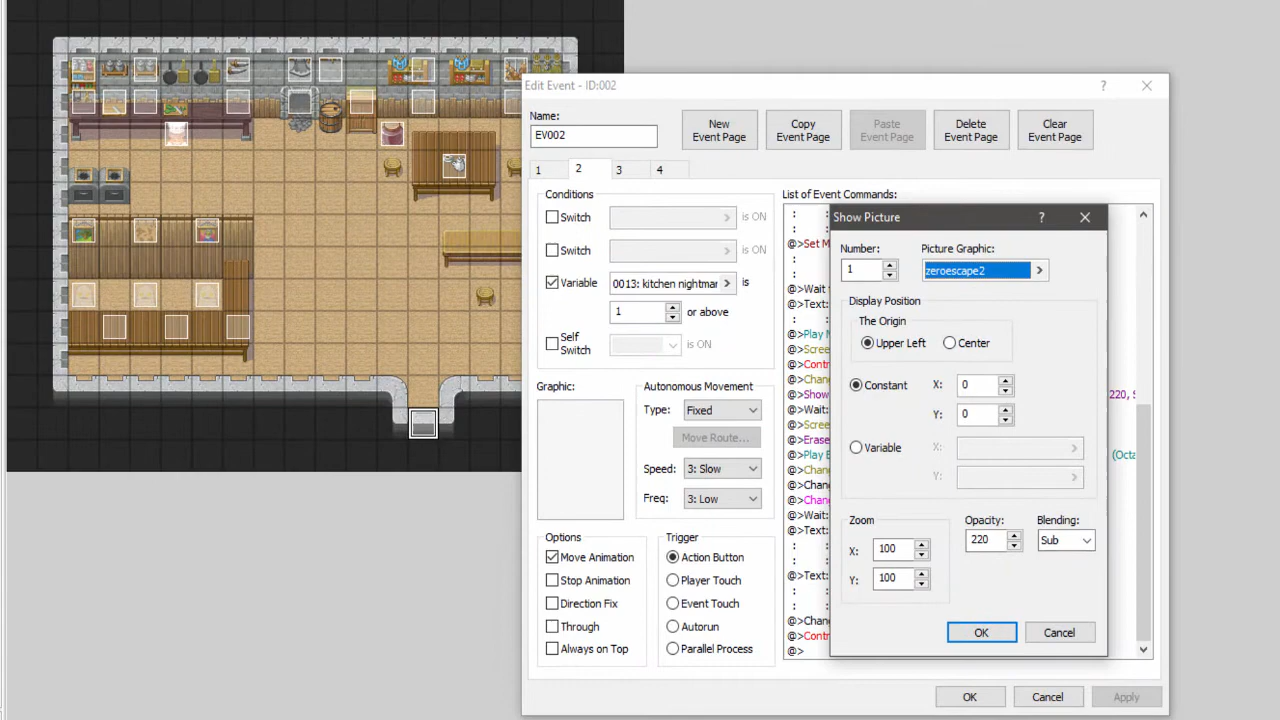 Edit Event - ID:002
?
Name:
EV002
New
Event Page
Copy
Event Page
Paste
Event Page
Delete
Event Page
Clear
Event Page
1
2
3
4
Conditions
Switch
is ON
Switch
is ON
Variable
0013: kitchen nightmar
is
1
or above
Self
Switch
is ON
Graphic:
Autonomous Movement
Type:
Fixed
Move Route...
Speed:
3: Slow
Freq:
3: Low
Options
Move Animation
Stop Animation
Direction Fix
Through
Always on Top
Trigger
Action Button
Player Touch
Event Touch
Autorun
Parallel Process
List of Event Commands:
: :
: :
@>Set M
: :
: :
@>Wait
@>Text:
: :
@>Play M
@>Scree
@>Contr
@>Chang
@>Show
220, S
@>Wait:
@>Scree
@>Erase
@>Play B
(Octa
@>Chan
@>Chan
@>Chan
@>Wait:
@>Text:
: :
: :
@>Text:
: :
: :
@>Chan
@>Contr
@>
Show Picture
?
Number:
1
Picture Graphic:
zeroescape2
Display Position
The Origin
Upper Left
Center
Constant
X:
0
Y:
0
Variable
X:
Y:
Zoom
X:
100
Y:
100
Opacity:
220
Blending:
Sub
OK
Cancel
OK
Cancel
Apply